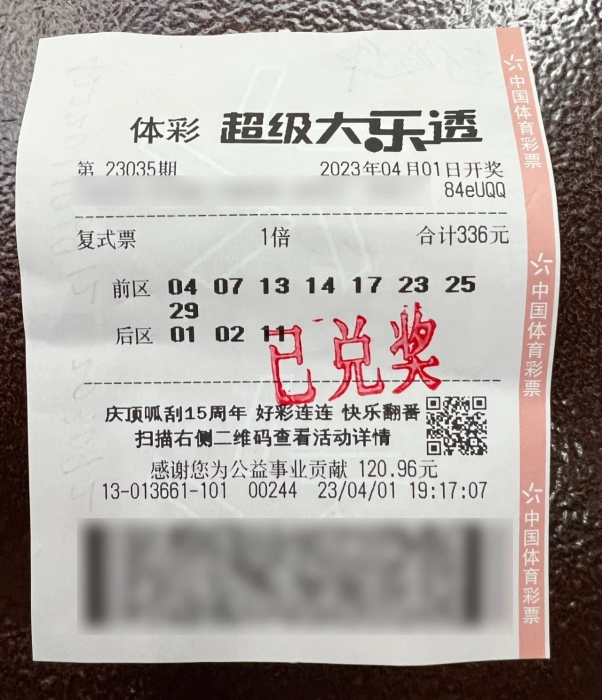 体彩 超级大乐透
第 23035期 2023年04月01日开奖
84eUQQ
复式票 1倍 合计336元
前区 04 07 13 14 17 23 25
29
后区 01 02 11
已兑奖
庆顶呱刮15周年 好彩连连 快乐翻番
扫描右侧二维码查看活动详情
感谢您为公益事业贡献 120.96元
13-013661-101 00244 23/04/01 19:17:07
中国体育彩票
中国体育彩票
中国体育彩票